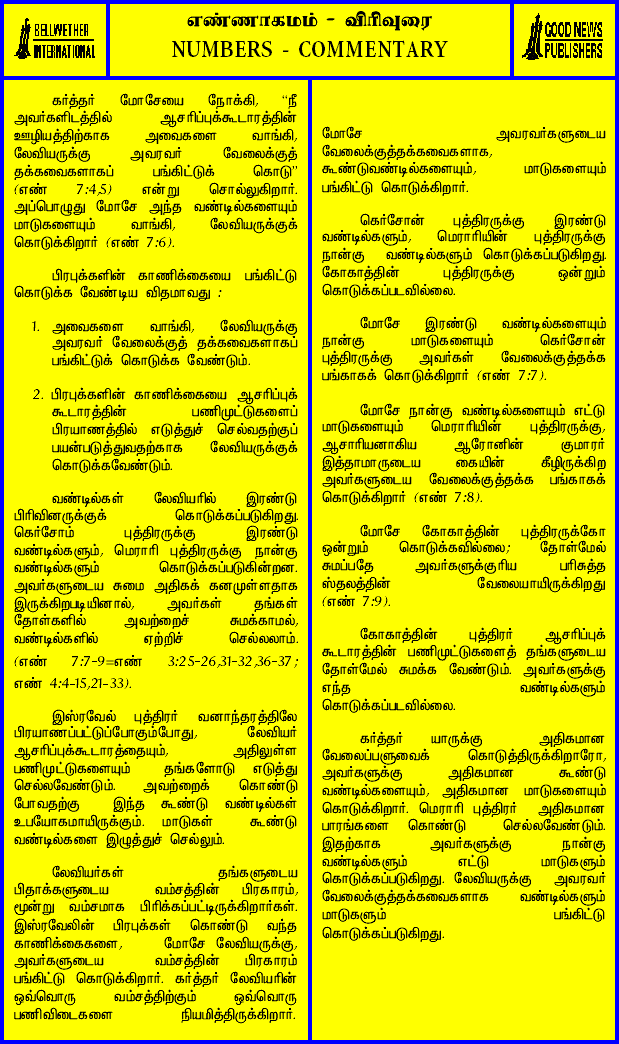 BELLWETHER
INTERNATIONAL
எண்ணாகமம் - விரிவுரை
NUMBERS - COMMENTARY
GOOD NEWS
PUBLISHERS
கர்த்தர் மோசேயை நோக்கி, “நீ
அவர்களிடத்தில் ஆசரிப்புக்கூடாரத்தின்
ஊழியத்திற்காக அவைகளை வாங்கி,
லேவியருக்கு அவரவர் வேலைக்குத்
தக்கவைகளாகப் பங்கிட்டுக் கொடு”
(எண் 7:4,5) என்று சொல்லுகிறார்.
அப்பொழுது மோசே அந்த வண்டில்களையும்
மாடுகளையும் வாங்கி, லேவியருக்குக்
கொடுக்கிறார் (எண் 7:6).
பிரபுக்களின் காணிக்கையை பங்கிட்டு
கொடுக்க வேண்டிய விதமாவது :
1. அவைகளை வாங்கி, லேவியருக்கு
அவரவர் வேலைக்குத் தக்கவைகளாகப்
பங்கிட்டுக் கொடுக்க வேண்டும்.
2. பிரபுக்களின் காணிக்கையை ஆசரிப்புக்
கூடாரத்தின் பணிமுட்டுகளைப்
பிரயாணத்தில் எடுத்துச் செல்வதற்குப்
பயன்படுத்துவதற்காக லேவியருக்குக்
கொடுக்கவேண்டும்.
வண்டில்கள் லேவியரில் இரண்டு
பிரிவினருக்குக் கொடுக்கப்படுகிறது.
கெர்சோம் புத்திரருக்கு இரண்டு
வண்டில்களும், மெராரி புத்திரருக்கு நான்கு
வண்டில்களும் கொடுக்கப்படுகின்றன.
அவர்களுடைய சுமை அதிகக் கனமுள்ளதாக
இருக்கிறபடியினால், அவர்கள் தங்கள்
தோள்களில் அவற்றைச் சுமக்காமல்,
வண்டில்களில் ஏற்றிச் செல்லலாம்.
(எண் 7:7-9=எண் 3:25-26,31-32,36-37;
எண் 4:4-15,21-33).
இஸ்ரவேல் புத்திரர் வனாந்தரத்திலே
பிரயாணப்பட்டுப்போகும்போது, லேவியர்
ஆசரிப்புக்கூடாரத்தையும், அதிலுள்ள
பணிமுட்டுகளையும் தங்களோடு எடுத்து
செல்லவேண்டும். அவற்றைக் கொண்டு
போவதற்கு இந்த கூண்டு வண்டில்கள்
உபயோகமாயிருக்கும். மாடுகள் கூண்டு
வண்டில்களை இழுத்துச் செல்லும்.
லேவியர்கள் தங்களுடைய
பிதாக்களுடைய வம்சத்தின் பிரகாரம்,
மூன்று வம்சமாக பிரிக்கப்பட்டிருக்கிறார்கள்.
இஸ்ரவேலின் பிரபுக்கள் கொண்டு வந்த
காணிக்கைகளை, மோசே லேவியருக்கு,
அவர்களுடைய வம்சத்தின் பிரகாரம்
பங்கிட்டு கொடுக்கிறார். கர்த்தர் லேவியரின்
ஒவ்வொரு வம்சத்திற்கும் ஒவ்வொரு
பணிவிடைகளை நியமித்திருக்கிறார்.
மோசே அவரவர்களுடைய
வேலைக்குத்தக்கவைகளாக,
கூண்டுவண்டில்களையும், மாடுகளையும்
பங்கிட்டு கொடுக்கிறார்.
கெர்சோன் புத்திரருக்கு இரண்டு
வண்டில்களும், மெராரியின் புத்திரருக்கு
நான்கு வண்டில்களும் கொடுக்கப்படுகிறது.
கோகாத்தின் புத்திரருக்கு ஒன்றும்
கொடுக்கப்படவில்லை.
மோசே இரண்டு வண்டில்களையும்
நான்கு மாடுகளையும் கெர்சோன்
புத்திரருக்கு அவர்கள் வேலைக்குத்தக்க
பங்காகக் கொடுக்கிறார் (எண் 7:7).
மோசே நான்கு வண்டில்களையும் எட்டு
மாடுகளையும் மெராரியின் புத்திரருக்கு,
ஆசாரியனாகிய ஆரோனின் குமாரர்
இத்தாமாருடைய கையின் கீழிருக்கிற
அவர்களுடைய வேலைக்குத்தக்க பங்காகக்
கொடுக்கிறார் (எண் 7:8).
மோசே கோகாத்தின் புத்திரருக்கோ
ஒன்றும் கொடுக்கவில்லை; தோள்மேல்
சுமப்பதே அவர்களுக்குரிய பரிசுத்த
ஸ்தலத்தின் வேலையாயிருக்கிறது
(எண் 7:9).
கோகாத்தின் புத்திரர் ஆசரிப்புக்
கூடாரத்தின் பணிமுட்டுகளைத் தங்களுடைய
தோள்மேல் சுமக்க வேண்டும். அவர்களுக்கு
எந்த வண்டில்களும்
கொடுக்கப்படவில்லை.
கர்த்தர் யாருக்கு அதிகமான
வேலைப்பளுவைக் கொடுத்திருக்கிறாரோ,
அவர்களுக்கு அதிகமான கூண்டு
வண்டில்களையும், அதிகமான மாடுகளையும்
கொடுக்கிறார். மெராரி புத்திரர் அதிகமான
பாரங்களை கொண்டு செல்லவேண்டும்.
இதற்காக அவர்களுக்கு நான்கு
வண்டில்களும் எட்டு மாடுகளும்
கொடுக்கப்படுகிறது. லேவியருக்கு அவரவர்
வேலைக்குத்தக்கவைகளாக வண்டில்களும்
மாடுகளும் பங்கிட்டு
கொடுக்கப்படுகிறது.